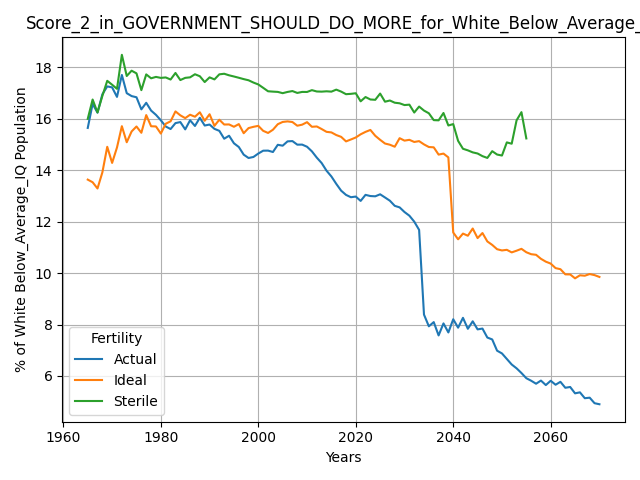 Score_2_in_GOVERNMENT_SHOULD_DO_MORE_for_White_Below_Average_
% of White Below_Average_IQ Population
18
16
14
12
10
8
6
Fertility
Actual
Ideal
Sterile
1960 1980 2000 2020 2040 2060
Years